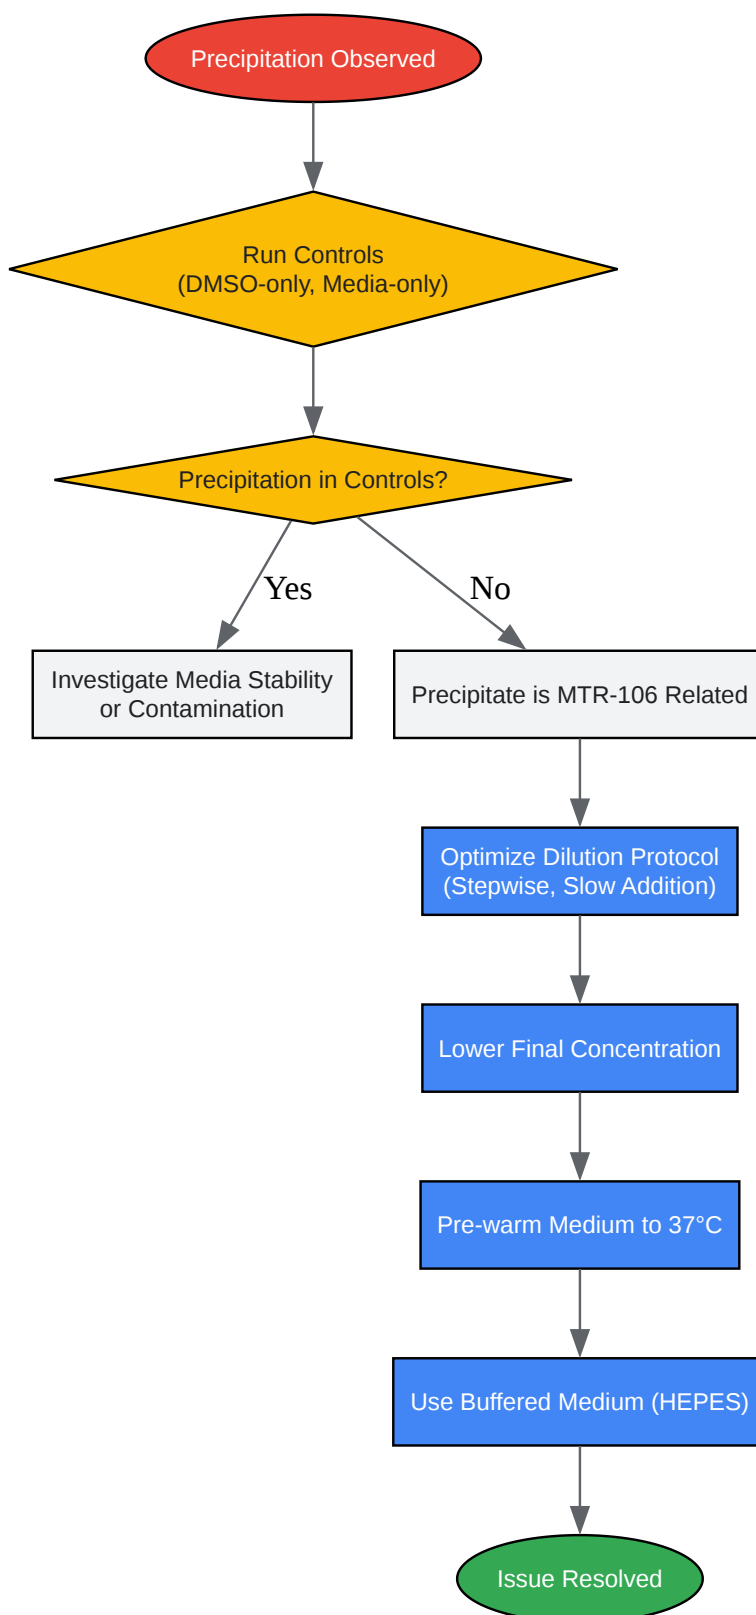 Precipitation Observed
Run Controls
(DMSO-only, Media-only)
Precipitation in Controls?
Yes
No
Investigate Media Stability
or Contamination
Precipitate is MTR-106 Related
Optimize Dilution Protocol
(Stepwise, Slow Addition)
Lower Final Concentration
Pre-warm Medium to 37°C
Use Buffered Medium (HEPES)
Issue Resolved